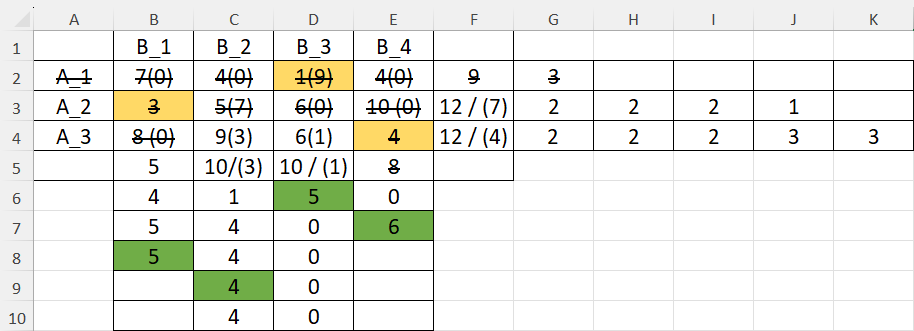 A B C D E F G H I J K
1 B_1 B_2 B_3 B_4
2 A_1 7(0) 4(0) 1(9) 4(0) 9 3
3 A_2 3 5(7) 6(0) 10 (0) 12 / (7) 2 2 2 1
4 A_3 8 (0) 9(3) 6(1) 4 12 / (4) 2 2 2 3 3
5 5 10/(3) 10 / (1) 8
6 4 1 5 0
7 5 4 0 6
8 5 4 0
9 4 0
10 4 0